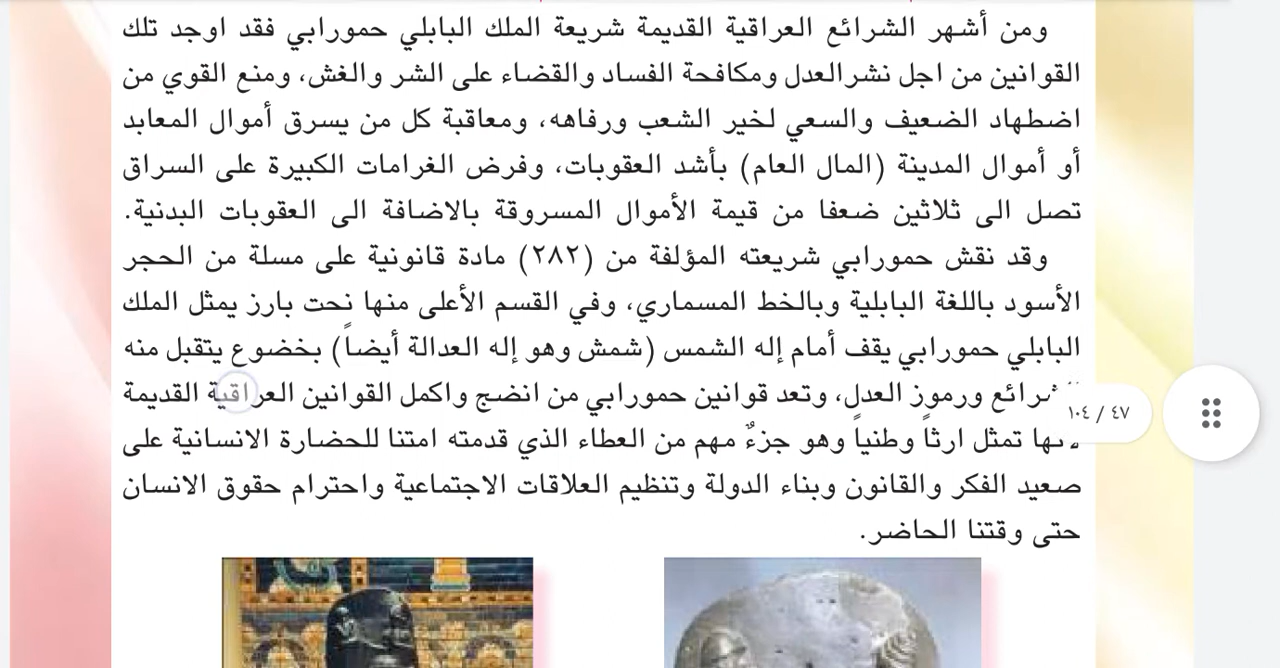 ومن أشهر الشرائع العراقية القديمة شريعة الملك البابلي حمورابي فقد اوجد تلك
القوانين من اجل نشرالعدل ومكافحة الفساد والقضاء على الشر والغش، ومنع القوي من
اضطهاد الضعيف والسعي لخير الشعب ورفاهه، ومعاقبة كل من يسرق أموال المعابد
أو أموال المدينة (المال العام) بأشد العقوبات، وفرض الغرامات الكبيرة على السراق
تصل الى ثلاثين ضعفا من قيمة الأموال المسروقة بالاضافة الى العقوبات البدنية.
وقد نقش حمورابي شريعته المؤلفة من (٢٨٢) مادة قانونية على مسلة من الحجر
الأسود باللغة البابلية وبالخط المسماري، وفي القسم الأعلى منها نحت بارز يمثل الملك
البابلي حمورابي يقف أمام إله الشمس (شمش وهو إله العدالة أيضاً) بخضوع يتقبل منه
ورموز العدل، وتعد قوانين حمورابي من انضج واكمل القوانين العراقية القديمة
٤٧ / ١٠٤
تمثل ارثاً وطنياً وهو جزءٌ مهم من العطاء الذي قدمته امتنا للحضارة الانسانية على
صعيد الفكر والقانون وبناء الدولة وتنظيم العلاقات الاجتماعية واحترام حقوق الانسان
حتى وقتنا الحاضر.